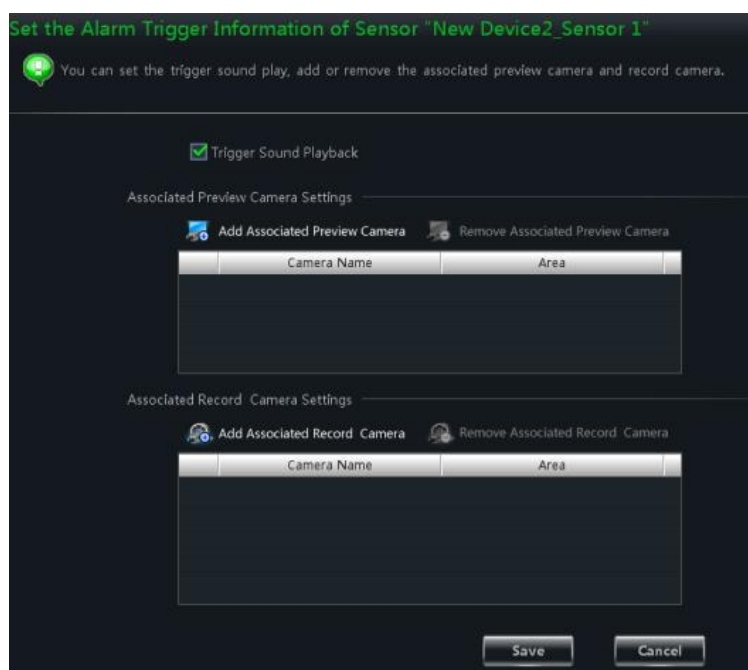 Set the Alarm Trigger Information of Sensor "New Device2_Sensor 1"
You can set the trigger sound play, add or remove the associated preview camera and record camera.
Trigger Sound Playback
Associated Preview Camera Settings
Add Associated Preview Camera Remove Associated Preview Camera
Camera Name Area
Associated Record Camera Settings
Add Associated Record Camera Remove Associated Record Camera
Camera Name Area
Save Cancel